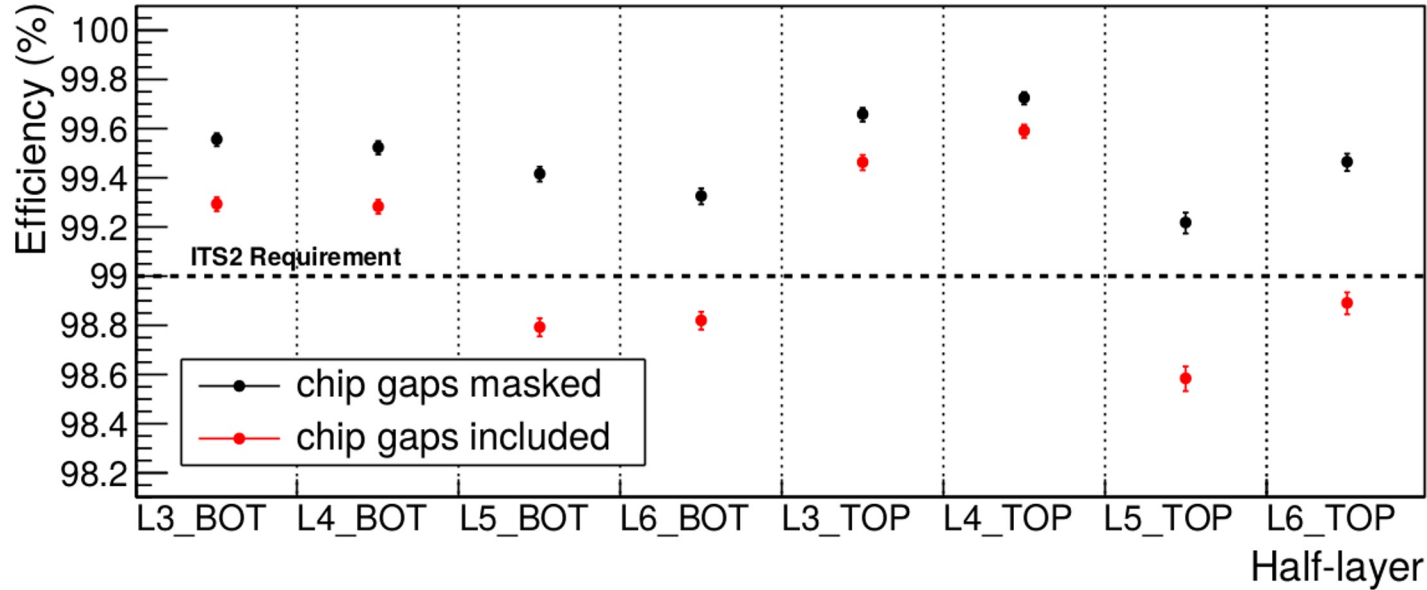 Efficiency (%)
100
99.8
99.6
99.4
99.2
99
98.8
98.6
98.4
98.2
ITS2 Requirement
chip gaps masked
chip gaps included
L3_BOT L4_BOT L5_BOT L6_BOT L3_TOP L4_TOP L5_TOP L6_TOP
Half-layer